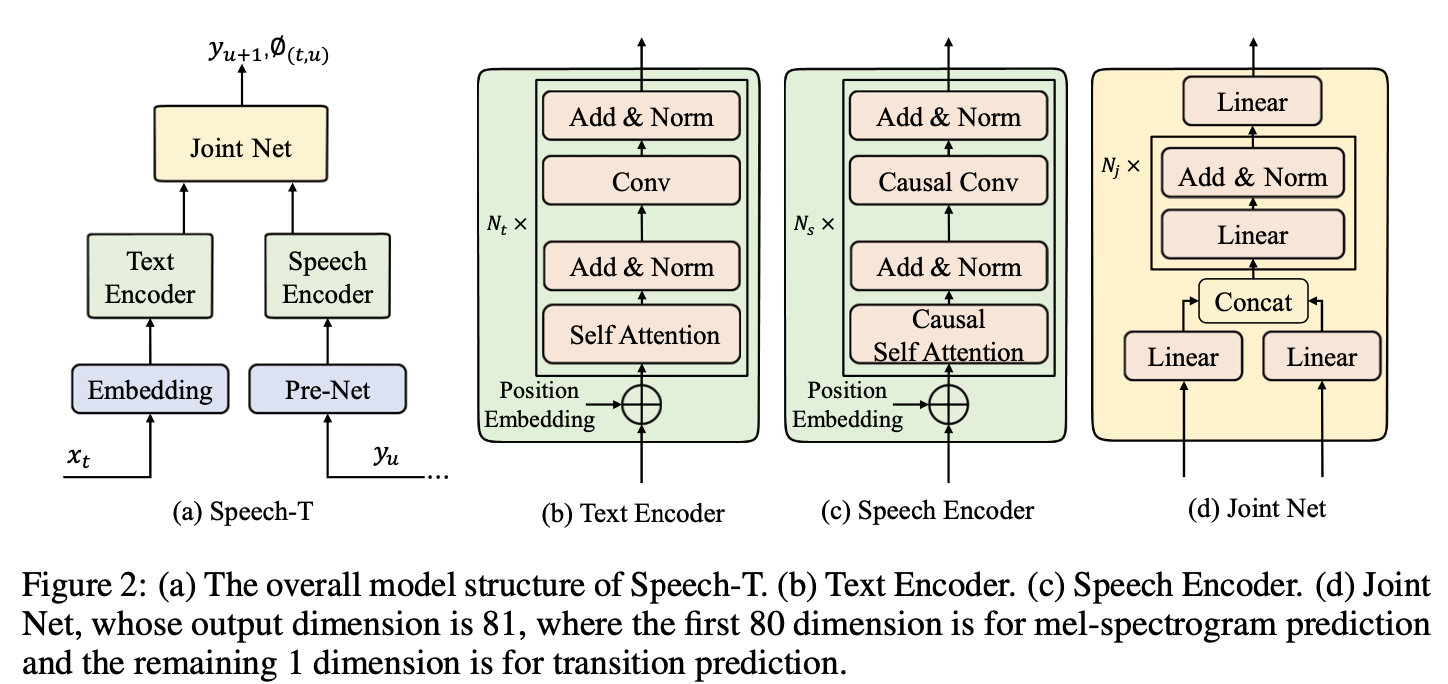 y_{u+1},Ø_{(t,u)}
Joint Net
Text
Encoder
Speech
Encoder
Embedding
Pre-Net
x_t
y_u
...
(a) Speech-T
Add & Norm
Conv
N_t ×
Add & Norm
Self Attention
Position
Embedding
(b) Text Encoder
Add & Norm
Causal Conv
N_s ×
Add & Norm
Causal
Self Attention
Position
Embedding
(c) Speech Encoder
Linear
N_j ×
Add & Norm
Linear
Concat
Linear
Linear
(d) Joint Net
Figure 2: (a) The overall model structure of Speech-T. (b) Text Encoder. (c) Speech Encoder. (d) Joint
Net, whose output dimension is 81, where the first 80 dimension is for mel-spectrogram prediction
and the remaining 1 dimension is for transition prediction.